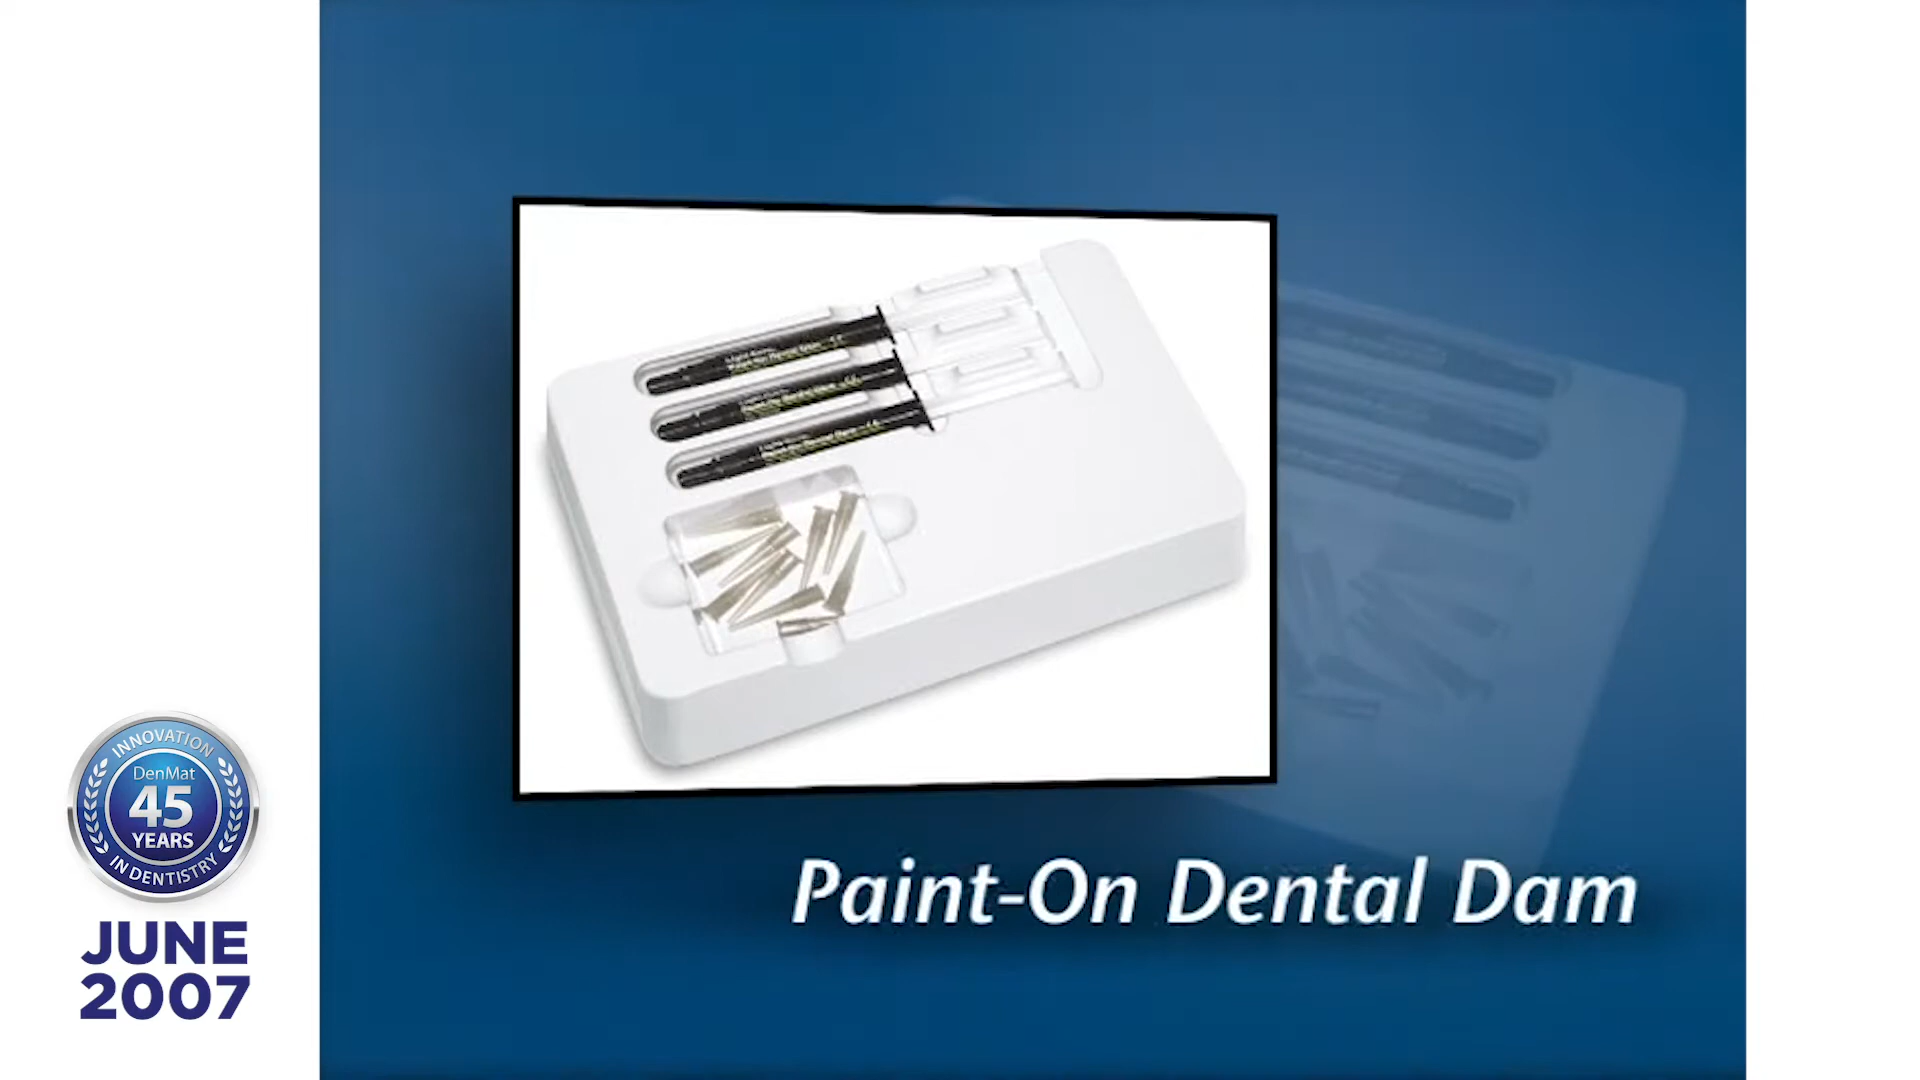 INNOVATION
DenMat
45
YEARS
IN DENTISTRY
JUNE
2007
Paint-On Dental Dam